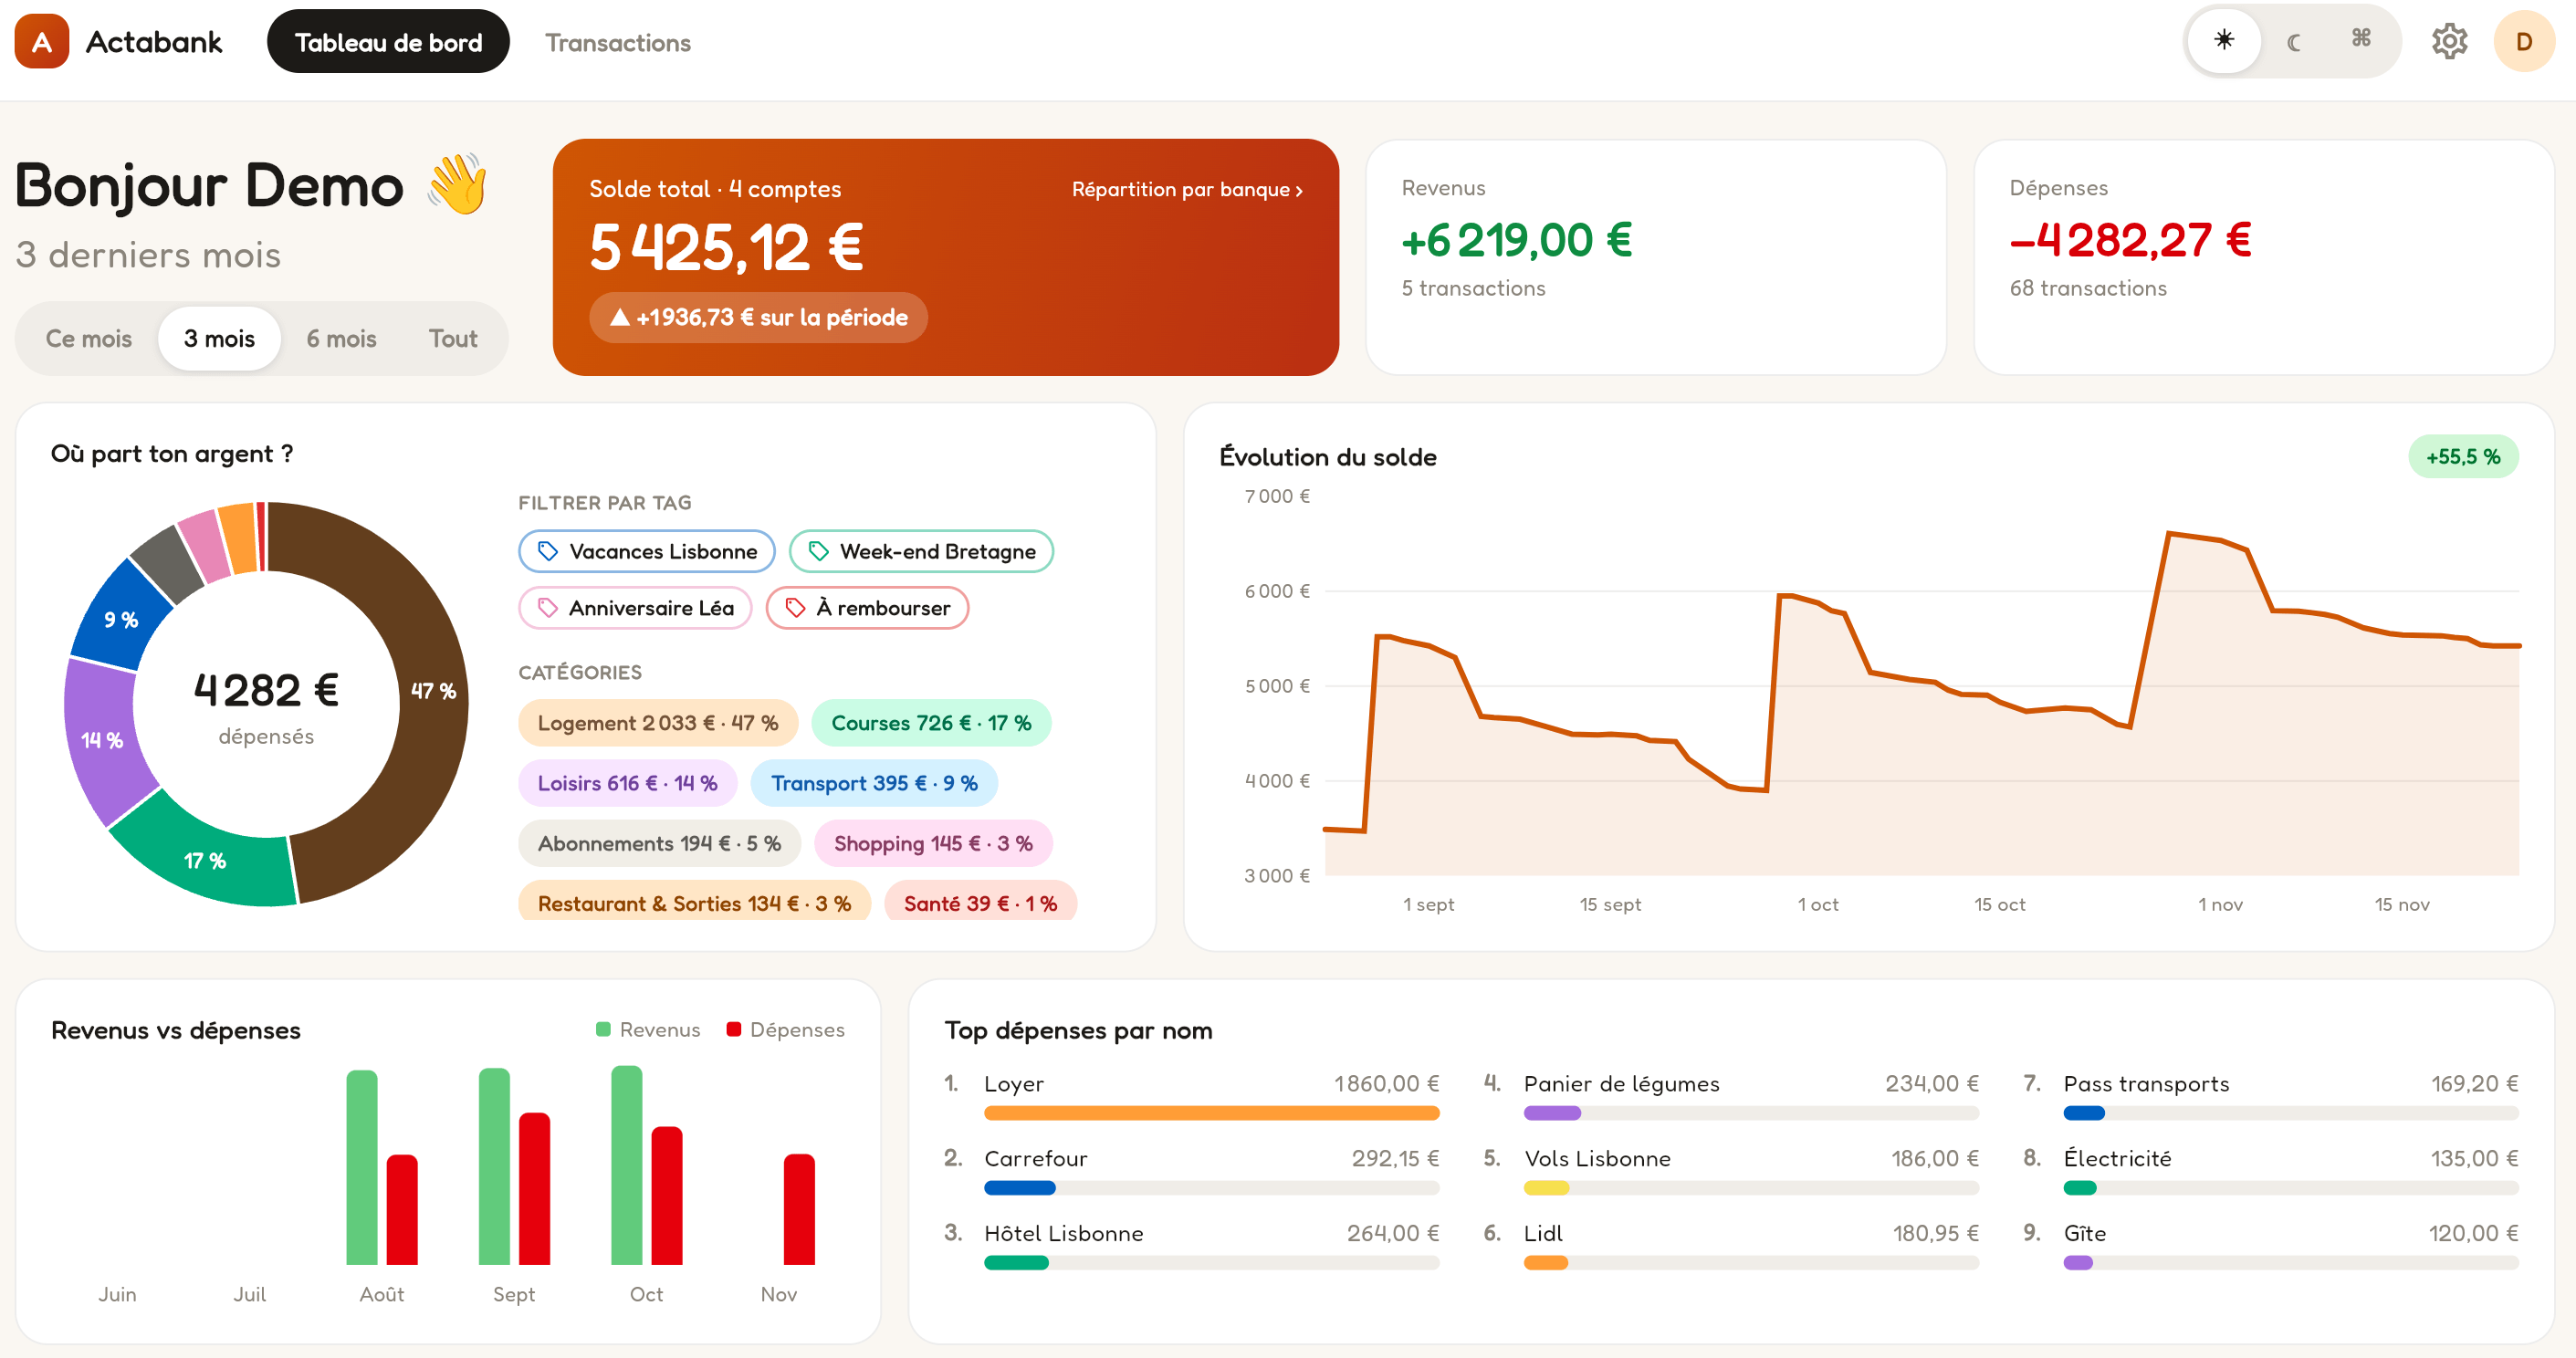 A Actabank Tableau de bord Transactions D
Bonjour Demo 👋
3 derniers mois
Ce mois 3 mois 6 mois Tout
Solde total · 4 comptes Répartition par banque ›
5 425,12 €
▲ +1 936,73 € sur la période
Revenus
+6 219,00 €
5 transactions
Dépenses
−4 282,27 €
68 transactions
Où part ton argent ?
47 %
17 %
14 %
9 %
4 282 €
dépensés
FILTRER PAR TAG
Vacances Lisbonne Week-end Bretagne
Anniversaire Léa À rembourser
CATÉGORIES
Logement 2 033 € · 47 % Courses 726 € · 17 %
Loisirs 616 € · 14 % Transport 395 € · 9 %
Abonnements 194 € · 5 % Shopping 145 € · 3 %
Restaurant & Sorties 134 € · 3 % Santé 39 € · 1 %
Évolution du solde +55,5 %
7 000 €
6 000 €
5 000 €
4 000 €
3 000 €
1 sept 15 sept 1 oct 15 oct 1 nov 15 nov
Revenus vs dépenses Revenus Dépenses
Juin Juil Août Sept Oct Nov
Top dépenses par nom
1. Loyer 1 860,00 €
2. Carrefour 292,15 €
3. Hôtel Lisbonne 264,00 €
4. Panier de légumes 234,00 €
5. Vols Lisbonne 186,00 €
6. Lidl 180,95 €
7. Pass transports 169,20 €
8. Électricité 135,00 €
9. Gîte 120,00 €